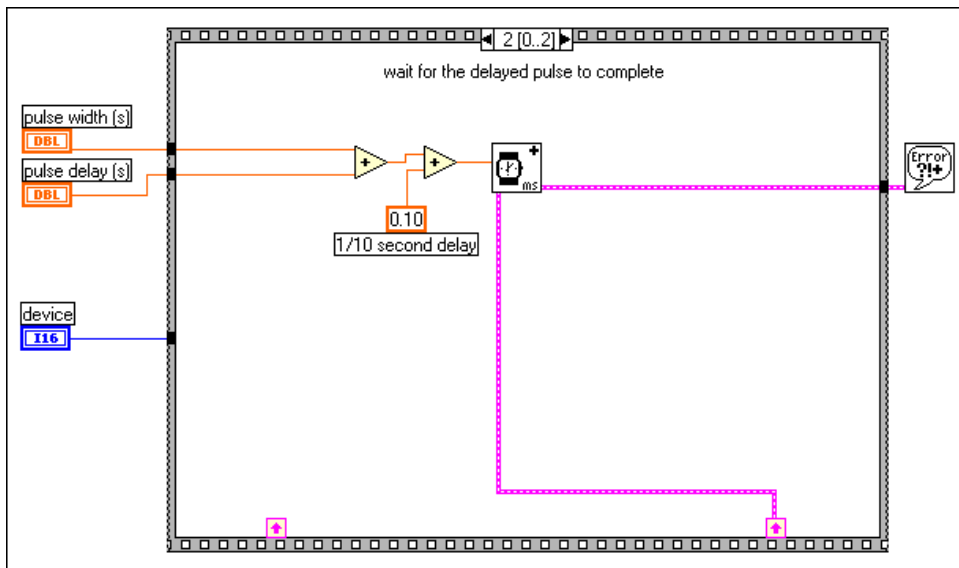 2 [0..2]
wait for the delayed pulse to complete
pulse width (s)
DBL
pulse delay (s)
DBL
0.10
1/10 second delay
ms
Error
?!+
device
I16